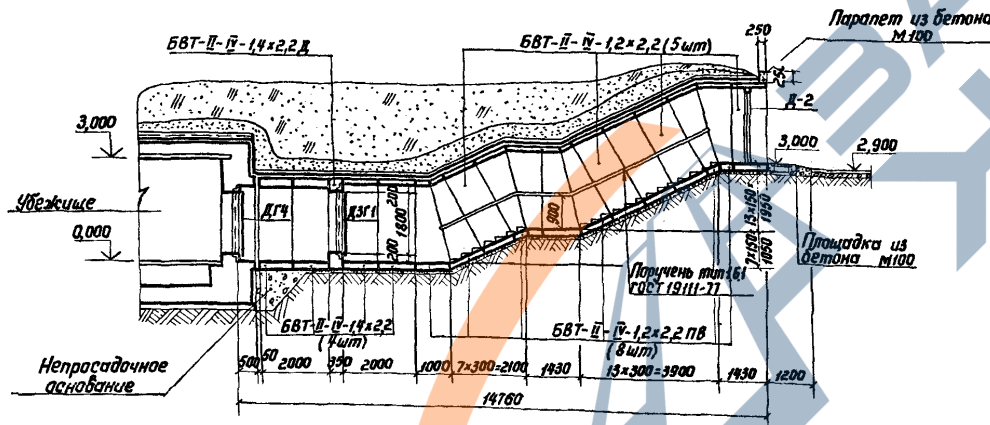 Парапет из бетона
М100
250
БВТ-II-IV-1,4×2,2 Д
БВТ-II-IV-1,2×2,2 (5 шт)
250
Д-2
3,000
3,000
2,900
Убежище
ДГ4
ДЗГ1
200
1800
200
900
0,000
7×150=
1050
13×150=
1950
Площадка из
бетона М100
Поручень тип 1Б1
ГОСТ 19111-77
БВТ-II-IV-1,4×2,2
(4 шт)
БВТ-II-IV-1,2×2,2 ПВ
(8 шт)
Непросадочное
основание
500
50
2000
350
2000
1000
7×300=2100
1430
13×300=3900
1430
1200
14760